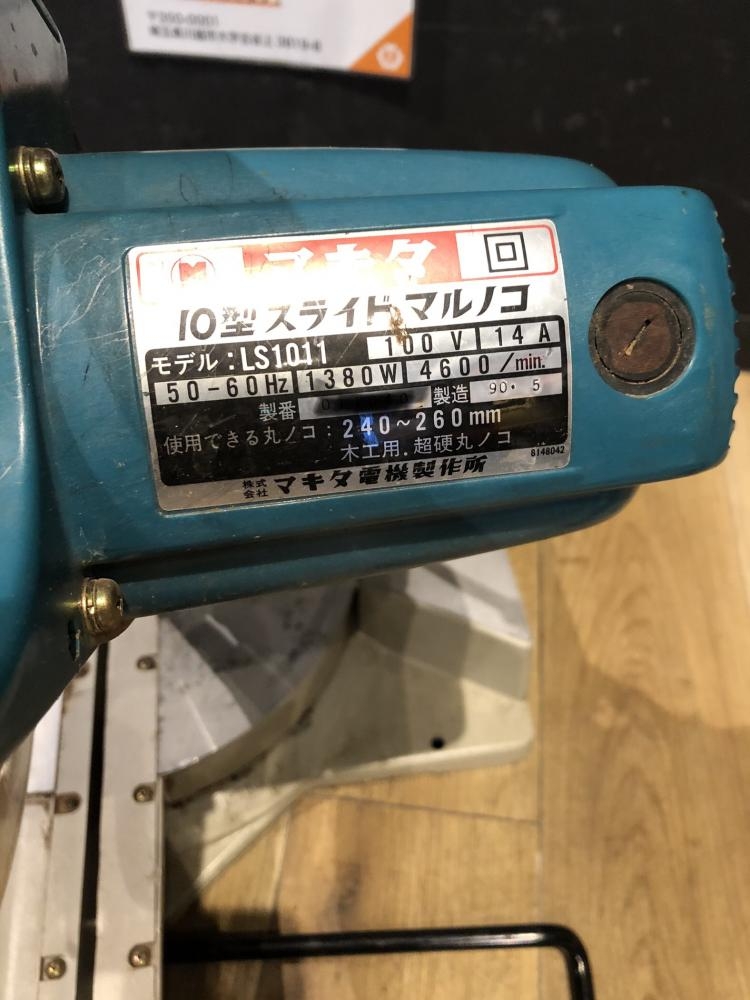 〒350-0001
マキタ
10型スライドマルノコ
モデル:LS1011 100V 14A
50-60Hz 1380W 4600/min.
製番 製造 90.5
使用できる丸ノコ:240~260mm
木工用.超硬丸ノコ
8148042
株式会社 マキタ電機製作所